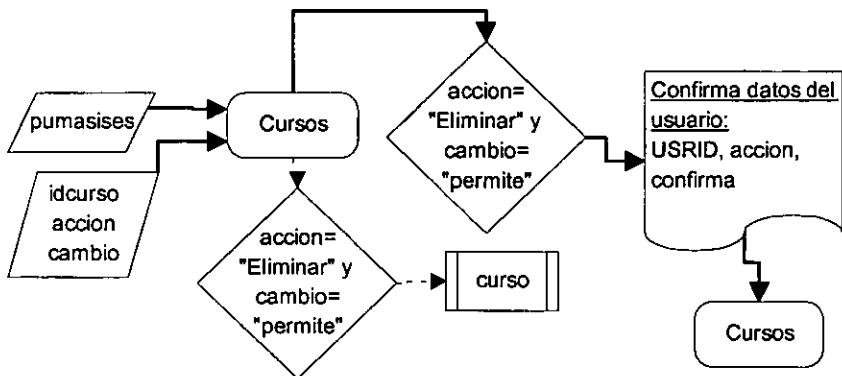 pumasises
idcurso
accion
cambio
Cursos
accion=
"Eliminar" y
cambio=
"permite"
curso
accion=
"Eliminar" y
cambio=
"permite"
Confirma datos del
usuario:
USRID, accion,
confirma
Cursos